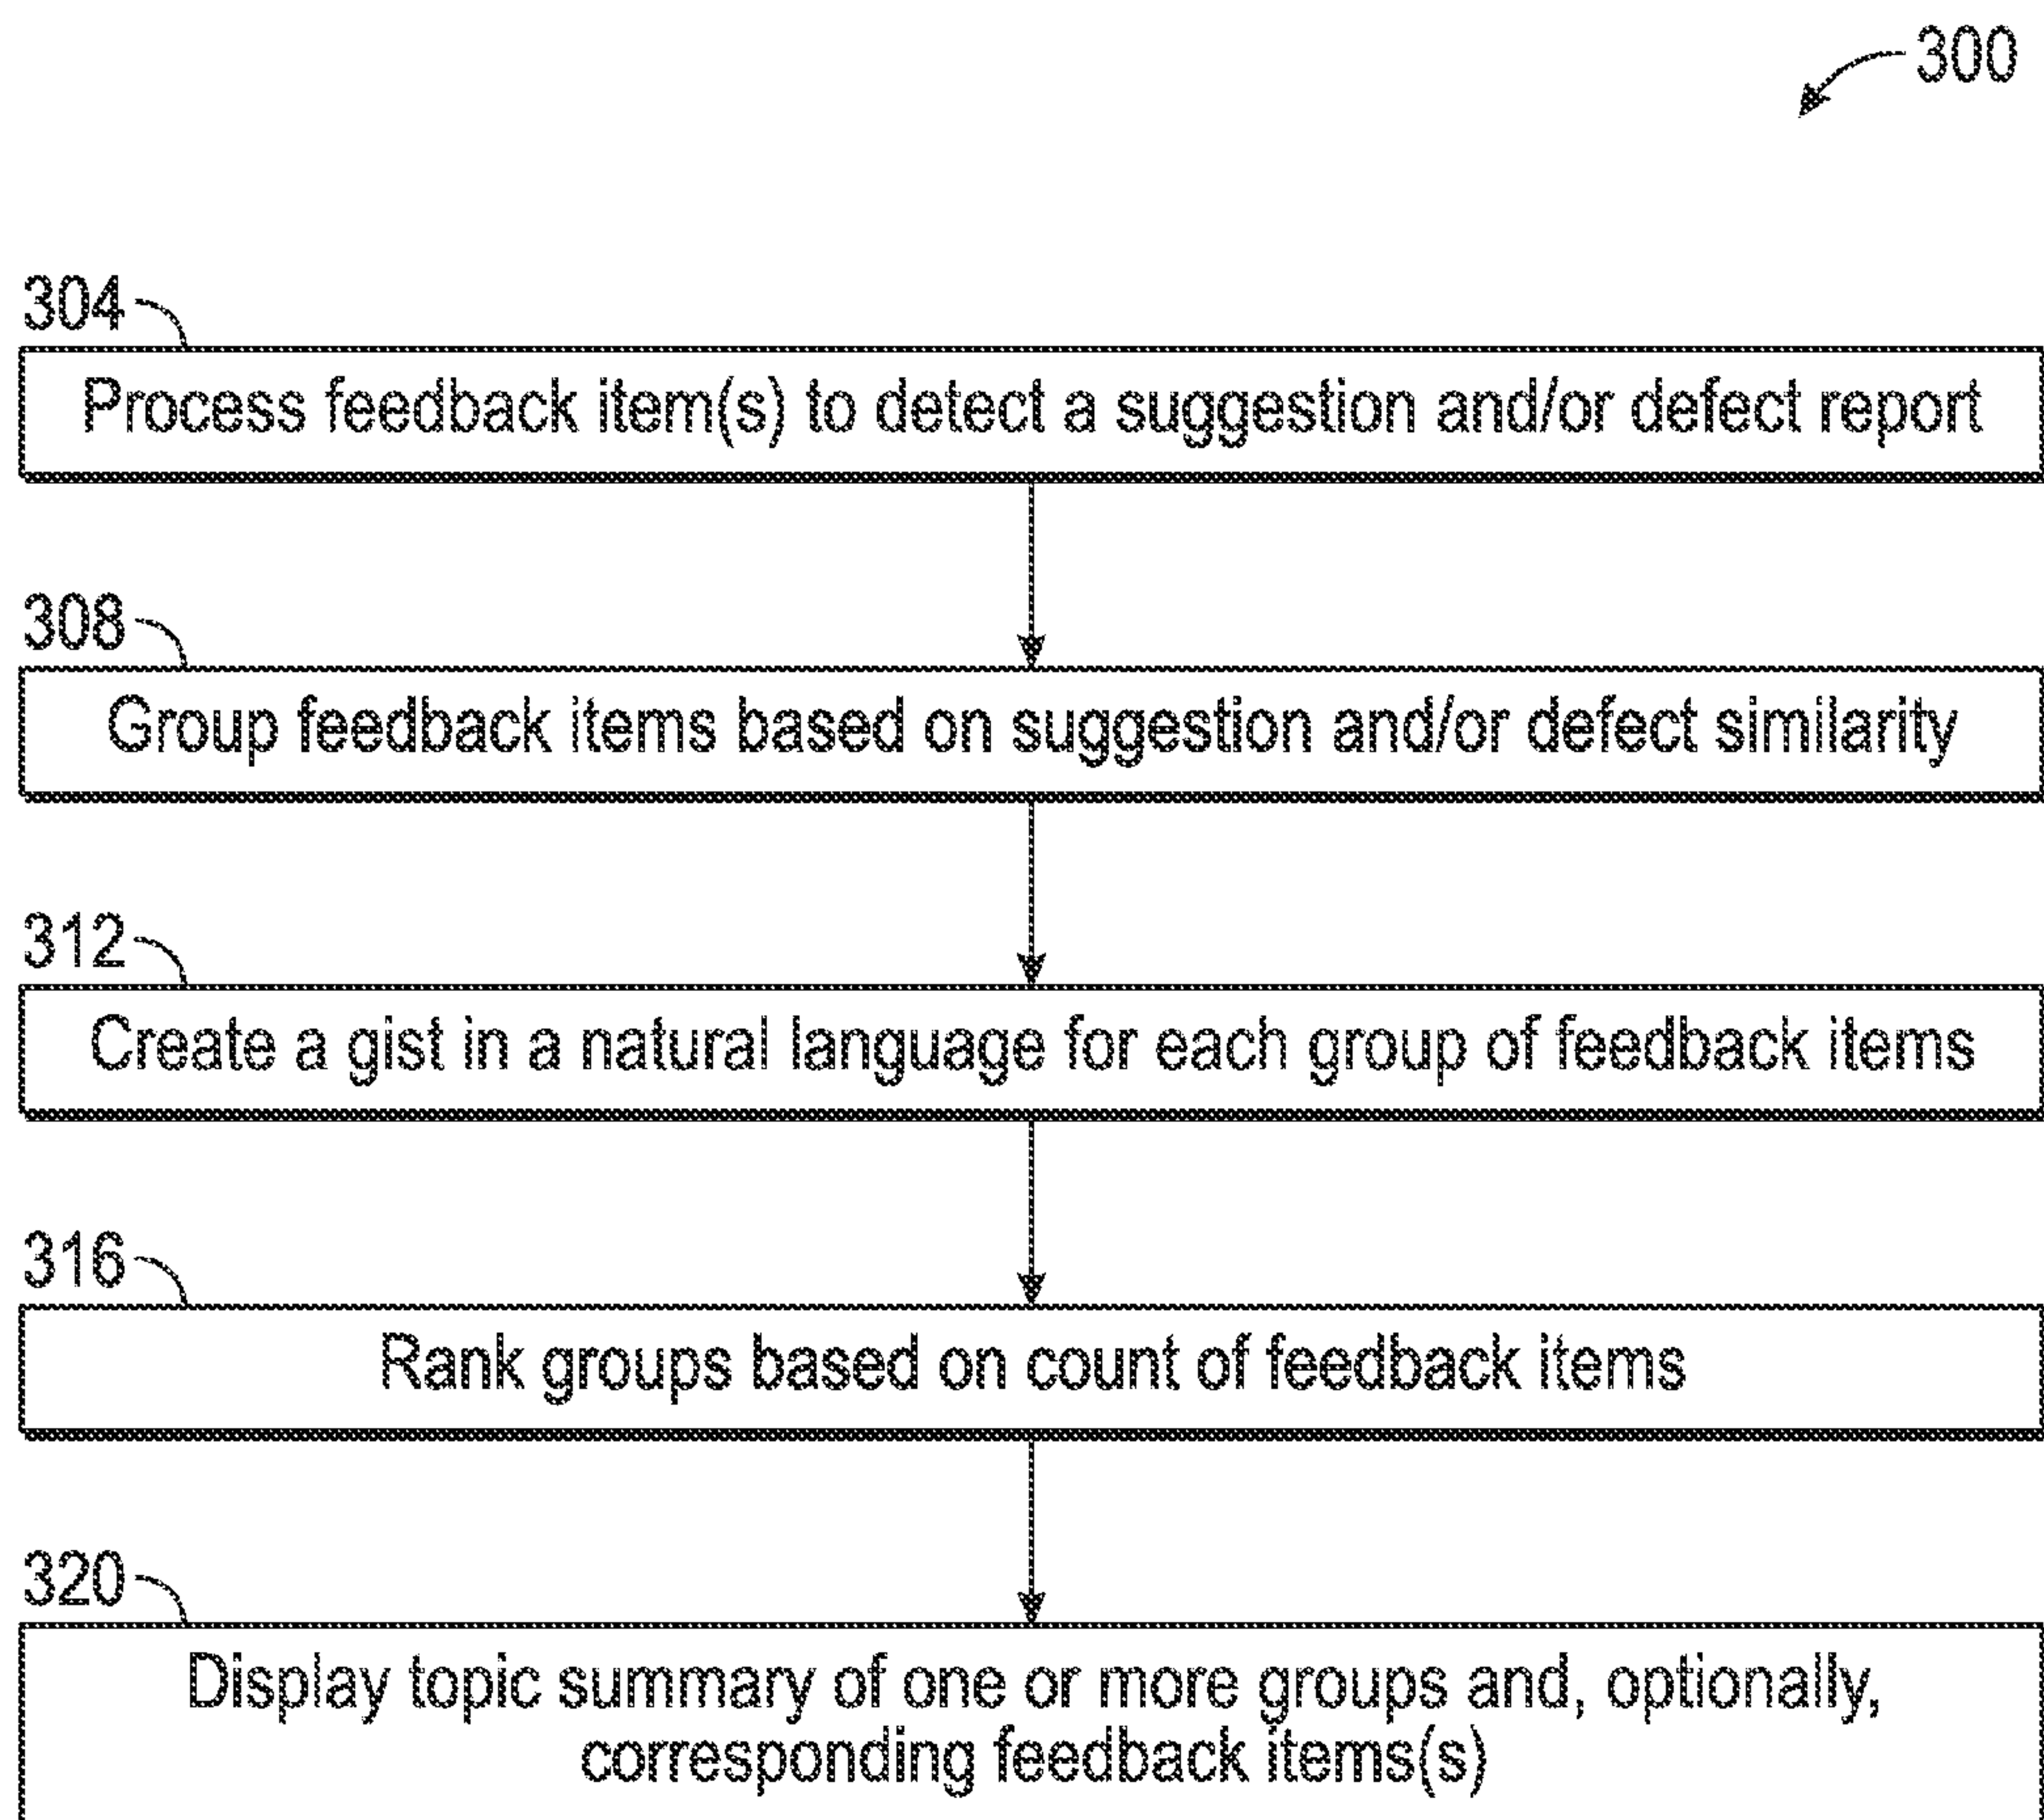 300
304
Process feedback item(s) to detect a suggestion and/or defect report
308
Group feedback items based on suggestion and/or defect similarity
312
Create a gist in a natural language for each group of feedback items
316
Rank groups based on count of feedback items
320
Display topic summary of one or more groups and, optionally,
corresponding feedback items(s)